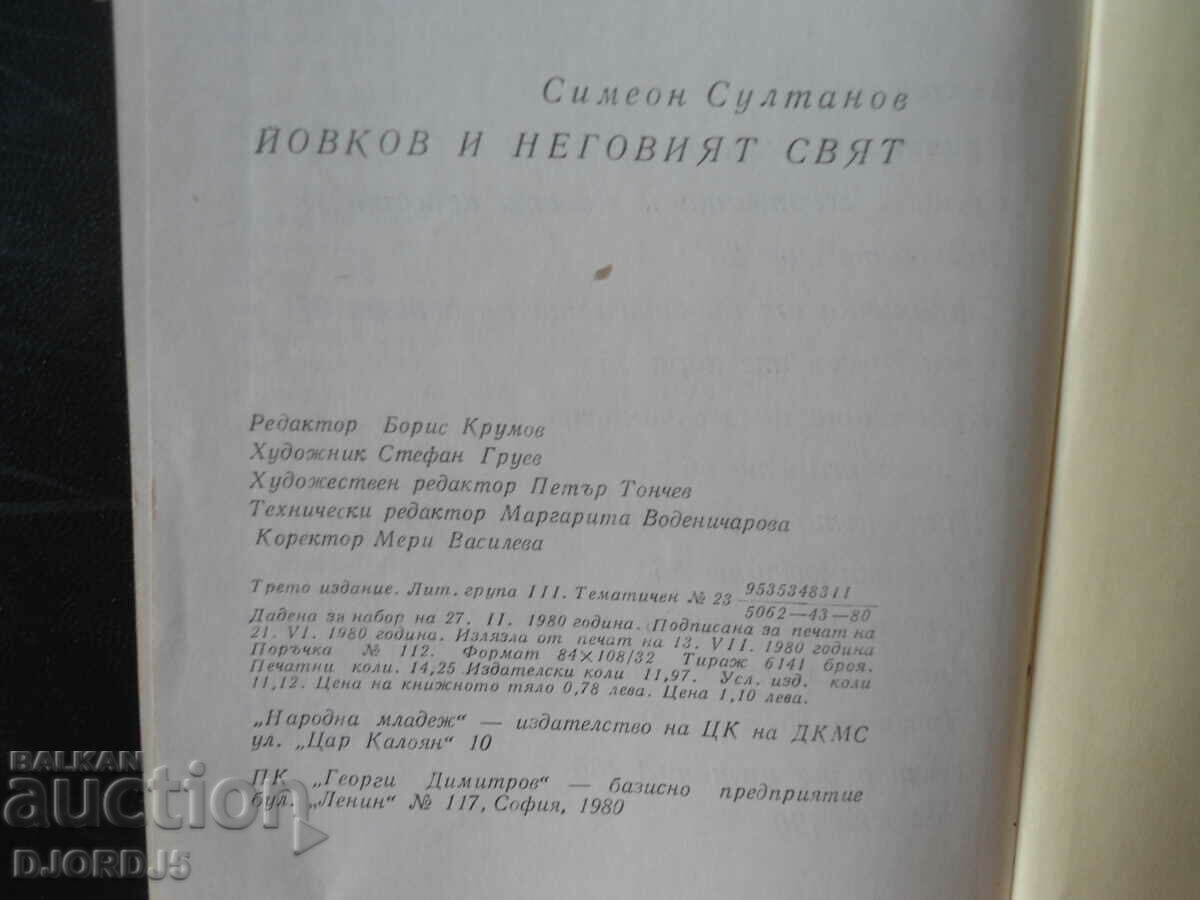 Симеон Султанов
ЙОВКОВ И НЕГОВИЯТ СВЯТ
Редактор Борис Крумов
Художник Стефан Груев
Художествен редактор Петър Тончев
Технически редактор Маргарита Воденичарова
Коректор Мери Василева
Трето издание. Лит. група III. Тематичен № 23 9535348311
5062—43—80
Дадена за набор на 27. II. 1980 година. Подписана за печат на
21. VI. 1980 година. Излязла от печат на 13. VII. 1980 година
Поръчка № 112. Формат 84×108/32 Тираж 6141 броя.
Печатни коли. 14,25 Издателски коли 11,97. Усл. изд. коли
11,12. Цена на книжното тяло 0,78 лева. Цена 1,10 лева.
„Народна младеж“ — издателство на ЦК на ДКМС
ул. „Цар Калоян“ 10
ПК „Георги Димитров“ — базисно предприятие
бул. „Ленин“ № 117, София, 1980
BALKAN
auction
DJORDJ5